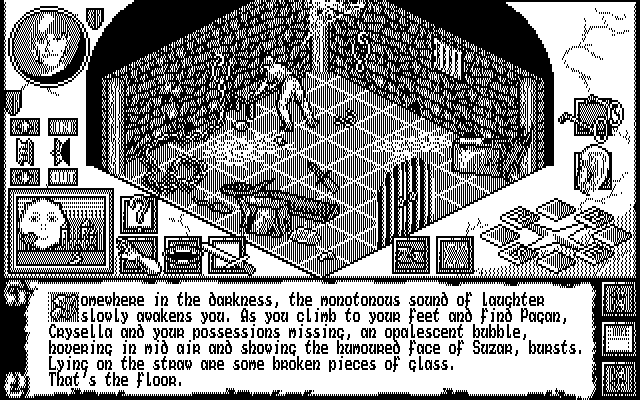 Somewhere in the darkness, the monotonous sound of laughter
slowly awakens you. As you climb to your feet and find Pagan,
Crysella and your possessions missing, an opalescent bubble,
hovering in mid air and showing the humoured face of Suzar, bursts.
Lying on the straw are some broken pieces of glass.
That's the floor.